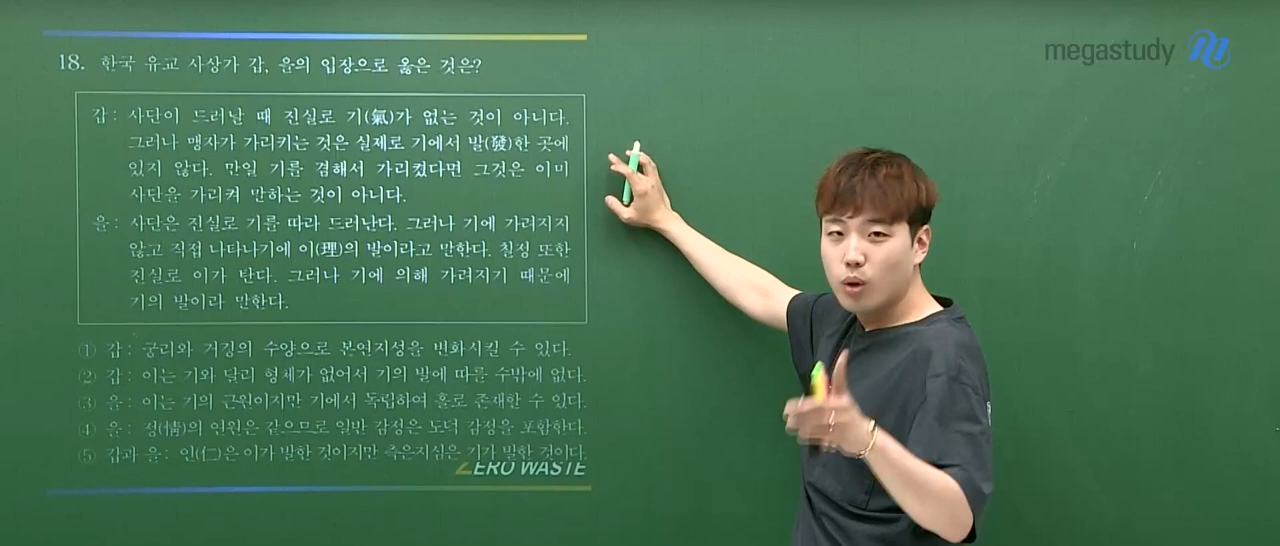 megastudy
18. 한국 유교 사상가 갑, 을의 입장으로 옳은 것은?
갑: 사단이 드러날 때 진실로 기(氣)가 없는 것이 아니다.
그러나 맹자가 가리키는 것은 실제로 기에서 발(發)한 곳에
있지 않다. 만일 기를 겸해서 가리켰다면 그것은 이미
사단을 가리켜 말하는 것이 아니다.
을: 사단은 진실로 기를 따라 드러난다. 그러나 기에 가려지지
않고 직접 나타나기에 이(理)의 발이라고 말한다. 칠정 또한
진실로 이가 탄다. 그러나 기에 의해 가려지기 때문에
기의 발이라 말한다.
① 갑: 궁리와 거경의 수양으로 본연지성을 변화시킬 수 있다.
② 갑: 이는 기와 달리 형체가 없어서 기의 발에 따를 수밖에 없다.
③ 을: 이는 기의 근원이지만 기에서 독립하여 홀로 존재할 수 있다.
④ 을: 정(情)의 연원은 같으므로 일반 감정은 도덕 감정을 포함한다.
⑤ 갑과 을: 인(仁)은 이가 발한 것이지만 측은지심은 기가 발한 것이다.
ZERO WASTE